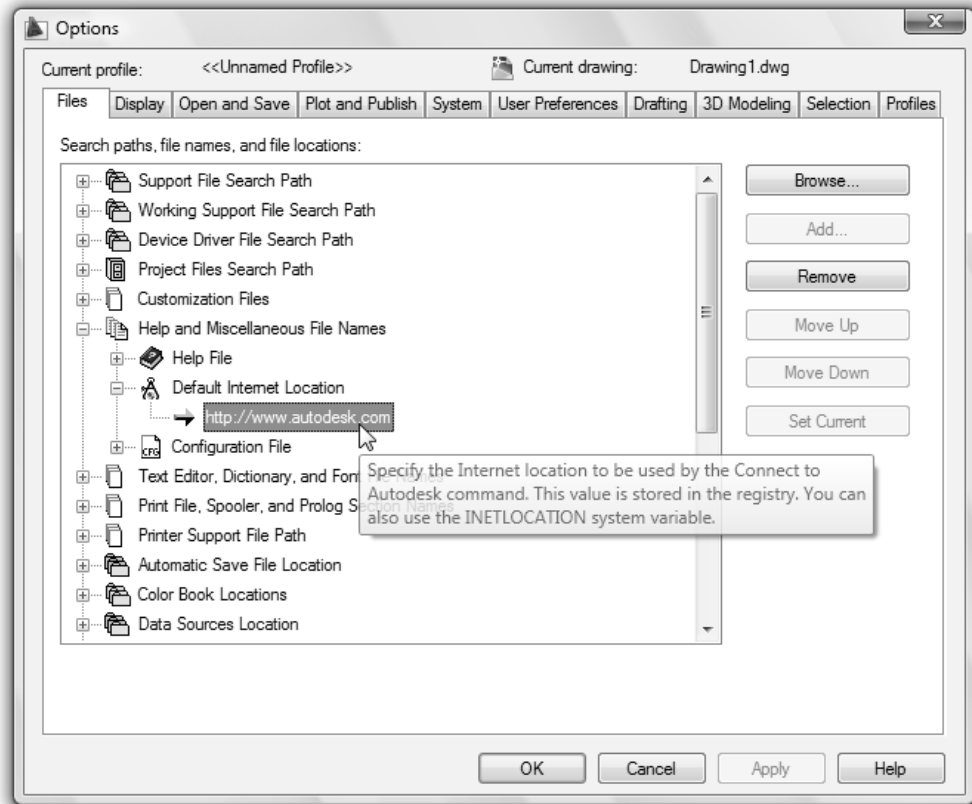 Options
Current profile: <<Unnamed Profile>> Current drawing: Drawing1.dwg
Files Display Open and Save Plot and Publish System User Preferences Drafting 3D Modeling Selection Profiles
Search paths, file names, and file locations:
Support File Search Path
Working Support File Search Path
Device Driver File Search Path
Project Files Search Path
Customization Files
Help and Miscellaneous File Names
Help File
Default Internet Location
http://www.autodesk.com
CFG Configuration File
Text Editor, Dictionary, and Font File Names
Print File, Spooler, and Prolog Section Names
Printer Support File Path
Automatic Save File Location
Color Book Locations
Data Sources Location
Specify the Internet location to be used by the Connect to
Autodesk command. This value is stored in the registry. You can
also use the INETLOCATION system variable.
Browse...
Add...
Remove
Move Up
Move Down
Set Current
OK Cancel Apply Help